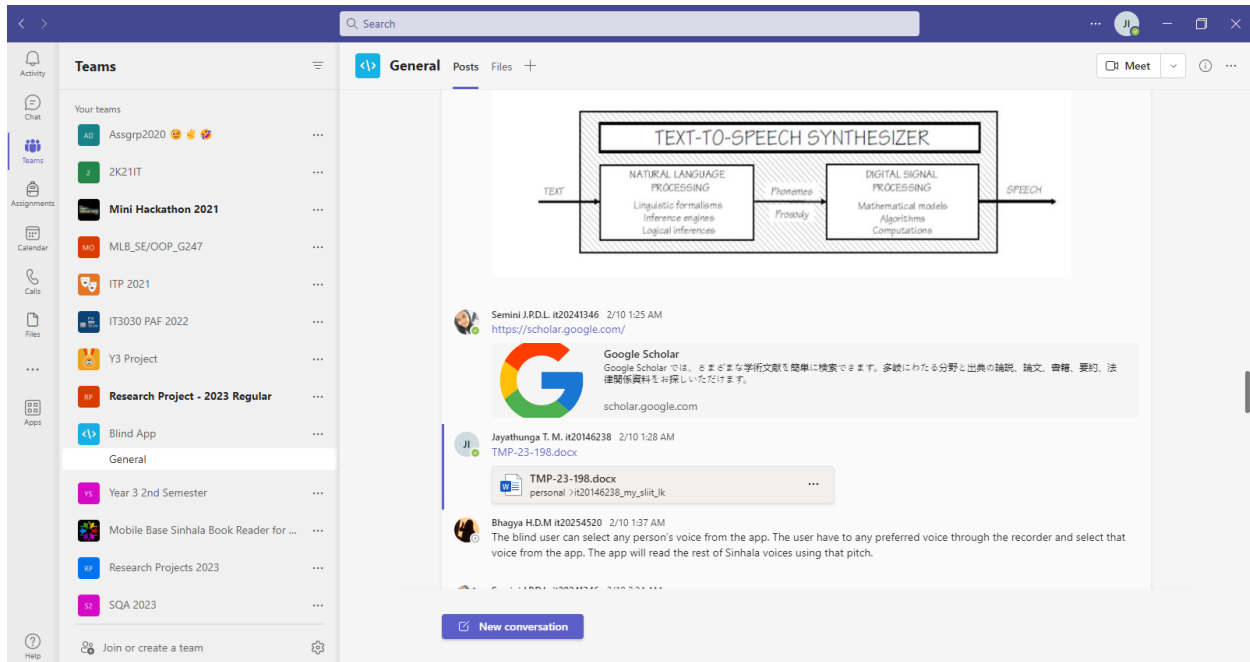 Search
JI
Activity
Chat
Teams
Assignments
Calendar
Calls
Files
Apps
Help
Teams
Your teams
AO Assgrp2020 😆✌🤣
2 2K21IT
Mini Hackathon 2021
MO MLB_SE/OOP_G247
ITP 2021
IT3030 PAF 2022
Y3 Project
RP Research Project - 2023 Regular
Blind App
General
YS Year 3 2nd Semester
Mobile Base Sinhala Book Reader for ...
RP Research Projects 2023
S2 SQA 2023
Join or create a team
General Posts Files
Meet
TEXT-TO-SPEECH SYNTHESIZER
TEXT
NATURAL LANGUAGE
PROCESSING
Linguistic formalisms
Inference engines
Logical inferences
Phonemes
Prosody
DIGITAL SIGNAL
PROCESSING
Mathematical models
Algorithms
Computations
SPEECH
Semini J.P.D.L. it20241346 2/10 1:25 AM
https://scholar.google.com/
Google Scholar
Google Scholar では、さまざまな学術文献を簡単に検索できます。多岐にわたる分野と出典の論説、論文、書籍、要約、法
律関係資料をお探しいただけます。
scholar.google.com
JI
Jayathunga T. M. it20146238 2/10 1:28 AM
TMP-23-198.docx
TMP-23-198.docx
personal >it20146238_my_sliit_lk
Bhagya H.D.M it20254520 2/10 1:37 AM
The blind user can select any person's voice from the app. The user have to any preferred voice through the recorder and select that
voice from the app. The app will read the rest of Sinhala voices using that pitch.
New conversation